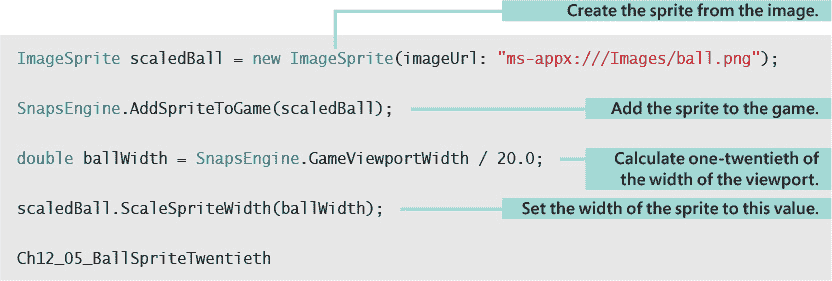 Create the sprite from the image.
ImageSprite scaledBall = new ImageSprite(imageUrl: "ms-appx:///Images/ball.png");
SnapsEngine.AddSpriteToGame(scaledBall);
Add the sprite to the game.
double ballWidth = SnapsEngine.GameViewportWidth / 20.0;
Calculate one-twentieth of
the width of the viewport.
scaledBall.ScaleSpriteWidth(ballWidth);
Set the width of the sprite to this value.
Ch12_05_BallSpriteTwentieth